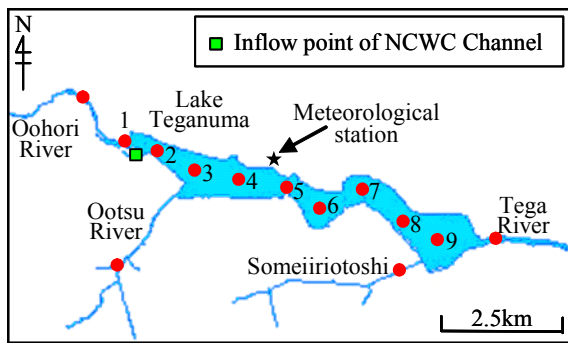 N
Inflow point of NCWC Channel
Lake
Teganuma
Meteorological
station
Oohori
River
1
2
3
4
5
6
7
8
9
Ootsu
River
Someiiriotoshi
Tega
River
2.5km